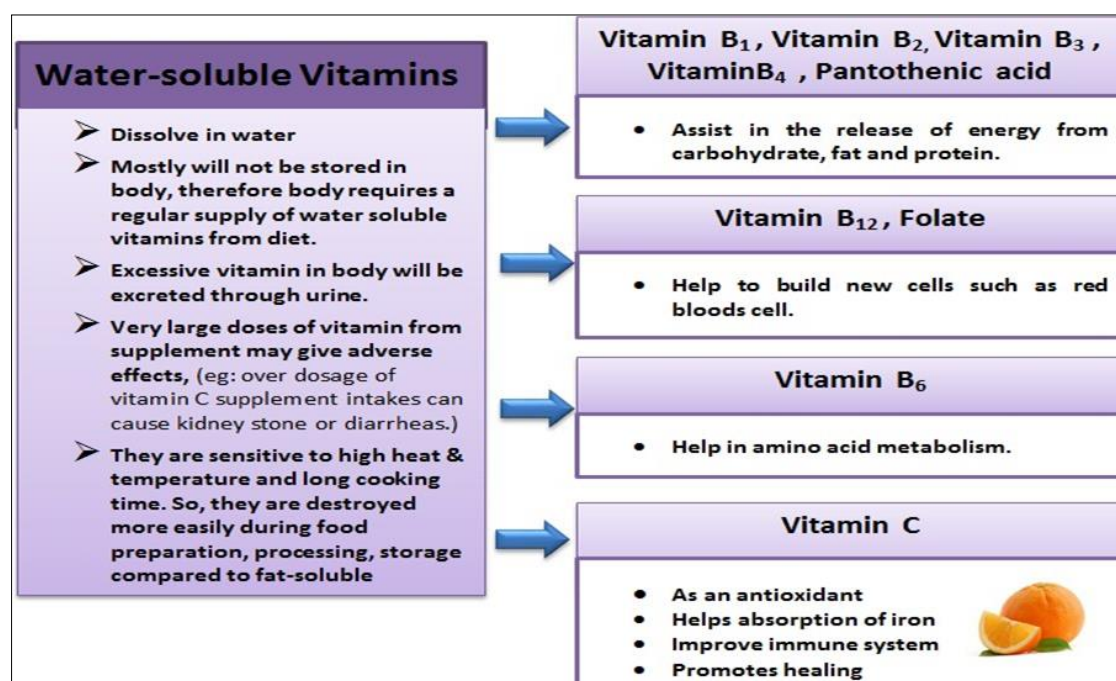 Water-soluble Vitamins
➢ Dissolve in water
➢ Mostly will not be stored in
body, therefore body requires a
regular supply of water soluble
vitamins from diet.
➢ Excessive vitamin in body will be
excreted through urine.
➢ Very large doses of vitamin from
supplement may give adverse
effects, (eg: over dosage of
vitamin C supplement intakes can
cause kidney stone or diarrheas.)
➢ They are sensitive to high heat &
temperature and long cooking
time. So, they are destroyed
more easily during food
preparation, processing, storage
compared to fat-soluble
Vitamin B₁ , Vitamin B₂, Vitamin B₃ ,
VitaminB₄ , Pantothenic acid
• Assist in the release of energy from
carbohydrate, fat and protein.
Vitamin B₁₂ , Folate
• Help to build new cells such as red
bloods cell.
Vitamin B₆
• Help in amino acid metabolism.
Vitamin C
• As an antioxidant
• Helps absorption of iron
• Improve immune system
• Promotes healing